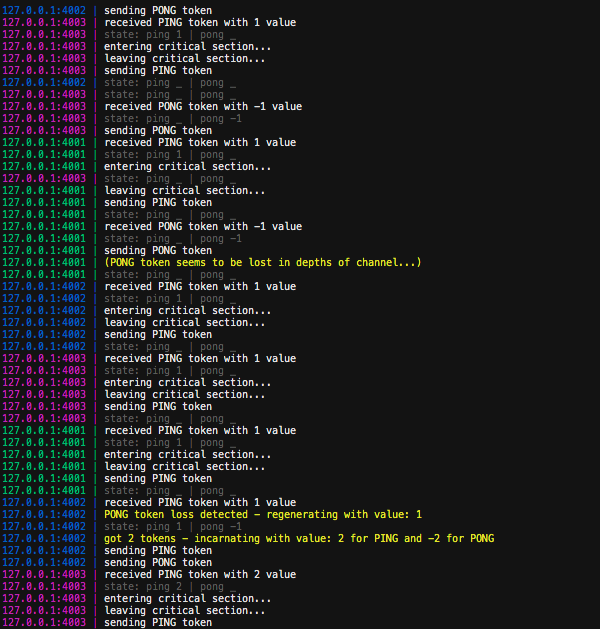 127.0.0.1:4002 | sending PONG token
127.0.0.1:4003 | received PING token with 1 value
127.0.0.1:4003 | state: ping 1 | pong _
127.0.0.1:4003 | entering critical section...
127.0.0.1:4003 | leaving critical section...
127.0.0.1:4003 | sending PING token
127.0.0.1:4002 | state: ping _ | pong _
127.0.0.1:4003 | state: ping _ | pong _
127.0.0.1:4003 | received PONG token with -1 value
127.0.0.1:4003 | state: ping _ | pong -1
127.0.0.1:4003 | sending PONG token
127.0.0.1:4001 | received PING token with 1 value
127.0.0.1:4001 | state: ping 1 | pong _
127.0.0.1:4001 | entering critical section...
127.0.0.1:4003 | state: ping _ | pong _
127.0.0.1:4001 | leaving critical section...
127.0.0.1:4001 | sending PING token
127.0.0.1:4001 | state: ping _ | pong _
127.0.0.1:4001 | received PONG token with -1 value
127.0.0.1:4001 | state: ping _ | pong -1
127.0.0.1:4001 | sending PONG token
127.0.0.1:4001 | (PONG token seems to be lost in depths of channel...)
127.0.0.1:4001 | state: ping _ | pong _
127.0.0.1:4002 | received PING token with 1 value
127.0.0.1:4002 | state: ping 1 | pong _
127.0.0.1:4002 | entering critical section...
127.0.0.1:4002 | leaving critical section...
127.0.0.1:4002 | sending PING token
127.0.0.1:4002 | state: ping _ | pong _
127.0.0.1:4003 | received PING token with 1 value
127.0.0.1:4003 | state: ping 1 | pong _
127.0.0.1:4003 | entering critical section...
127.0.0.1:4003 | leaving critical section...
127.0.0.1:4003 | sending PING token
127.0.0.1:4003 | state: ping _ | pong _
127.0.0.1:4001 | received PING token with 1 value
127.0.0.1:4001 | state: ping 1 | pong _
127.0.0.1:4001 | entering critical section...
127.0.0.1:4001 | leaving critical section...
127.0.0.1:4001 | sending PING token
127.0.0.1:4001 | state: ping _ | pong _
127.0.0.1:4002 | received PING token with 1 value
127.0.0.1:4002 | PONG token loss detected - regenerating with value: 1
127.0.0.1:4002 | state: ping 1 | pong -1
127.0.0.1:4002 | got 2 tokens - incarnating with value: 2 for PING and -2 for PONG
127.0.0.1:4002 | sending PING token
127.0.0.1:4002 | sending PONG token
127.0.0.1:4003 | received PING token with 2 value
127.0.0.1:4003 | state: ping 2 | pong _
127.0.0.1:4003 | entering critical section...
127.0.0.1:4003 | leaving critical section...
127.0.0.1:4003 | sending PING token